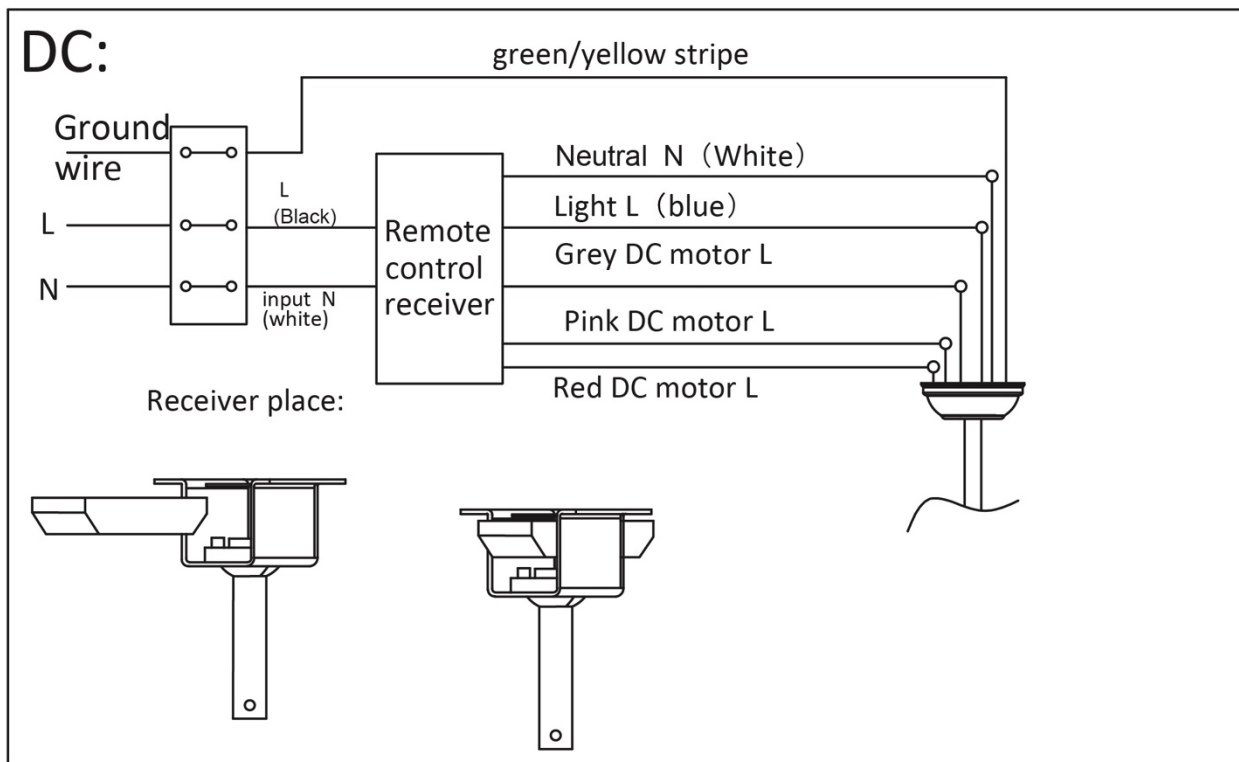 DC:
green/yellow stripe
Ground
wire
L
N
L
(Black)
input N
(white)
Remote
control
receiver
Neutral N（White）
Light L（blue）
Grey DC motor L
Pink DC motor L
Red DC motor L
Receiver place: